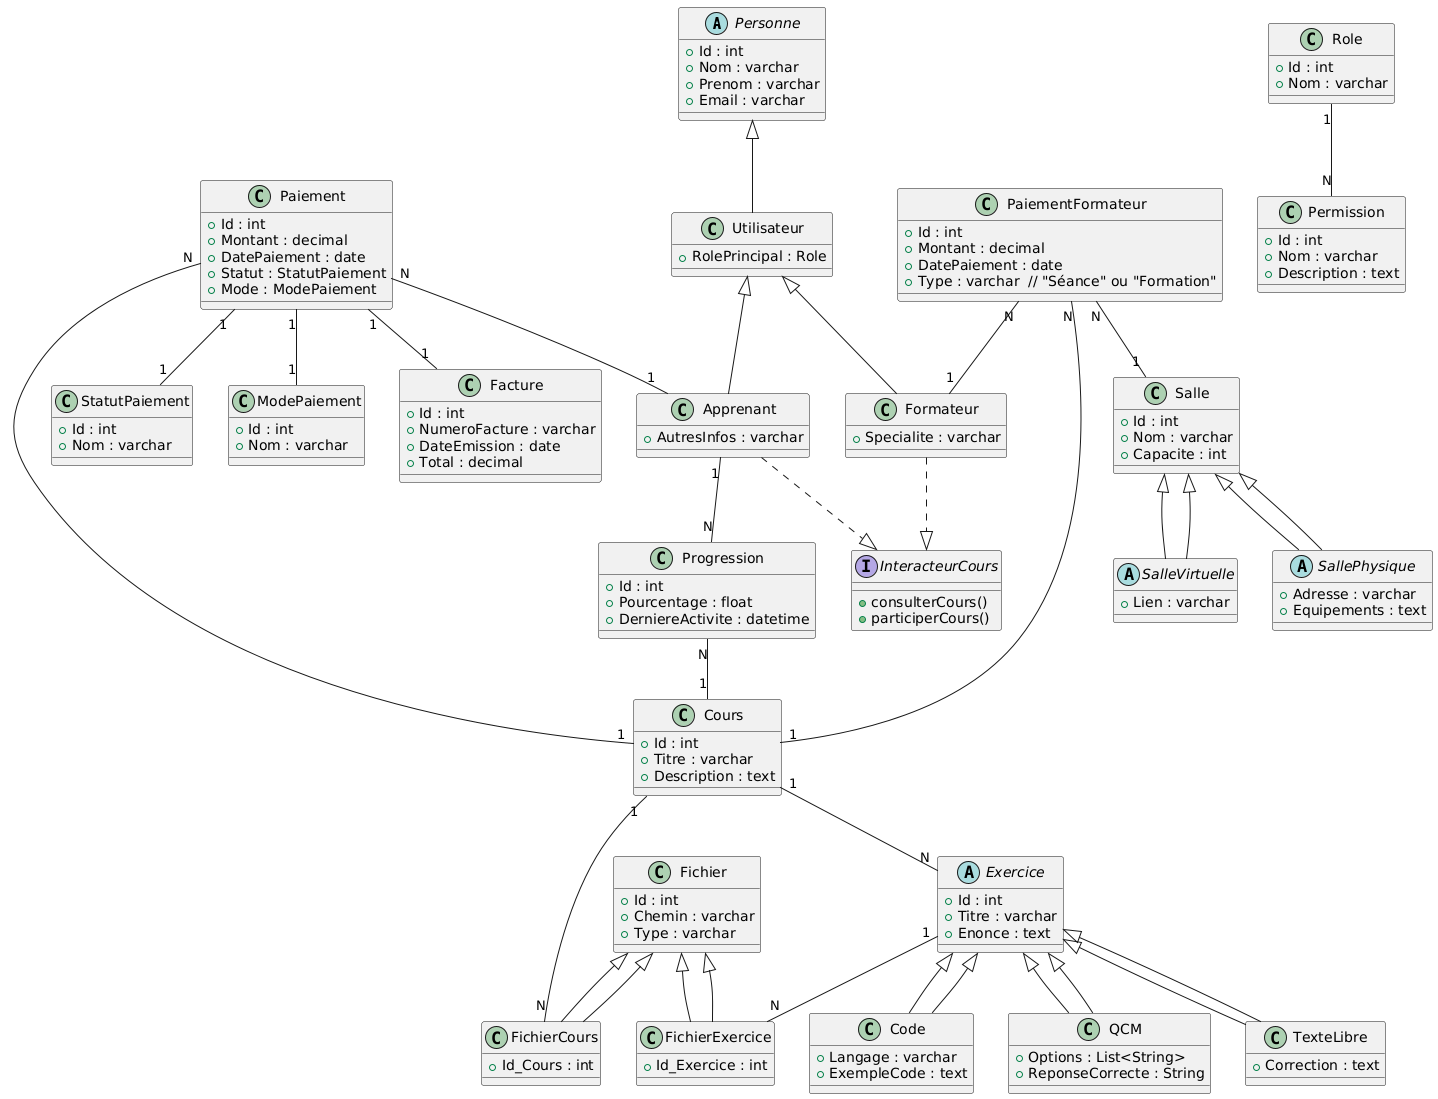 A Personne
+ Id : int
+ Nom : varchar
+ Prenom : varchar
+ Email : varchar
C Role
+ Id : int
+ Nom : varchar
1
N
C Permission
+ Id : int
+ Nom : varchar
+ Description : text
C Paiement
+ Id : int
+ Montant : decimal
+ DatePaiement : date
+ Statut : StatutPaiement
+ Mode : ModePaiement
N
N
1
1
1
C Utilisateur
+ RolePrincipal : Role
C PaiementFormateur
+ Id : int
+ Montant : decimal
+ DatePaiement : date
+ Type : varchar // "Séance" ou "Formation"
N
N
N
1
C StatutPaiement
+ Id : int
+ Nom : varchar
1
C ModePaiement
+ Id : int
+ Nom : varchar
1
C Facture
+ Id : int
+ NumeroFacture : varchar
+ DateEmission : date
+ Total : decimal
1
C Apprenant
+ AutresInfos : varchar
1
1
C Formateur
+ Specialite : varchar
1
C Salle
+ Id : int
+ Nom : varchar
+ Capacite : int
N
C Progression
+ Id : int
+ Pourcentage : float
+ DerniereActivite : datetime
N
I InteracteurCours
consulterCours()
participerCours()
A SalleVirtuelle
+ Lien : varchar
A SallePhysique
+ Adresse : varchar
+ Equipements : text
1
1
1
C Cours
+ Id : int
+ Titre : varchar
+ Description : text
1
1
C Fichier
+ Id : int
+ Chemin : varchar
+ Type : varchar
N
A Exercice
+ Id : int
+ Titre : varchar
+ Enonce : text
1
N
N
C FichierCours
+ Id_Cours : int
C FichierExercice
+ Id_Exercice : int
C Code
+ Langage : varchar
+ ExempleCode : text
C QCM
+ Options : List<String>
+ ReponseCorrecte : String
C TexteLibre
+ Correction : text